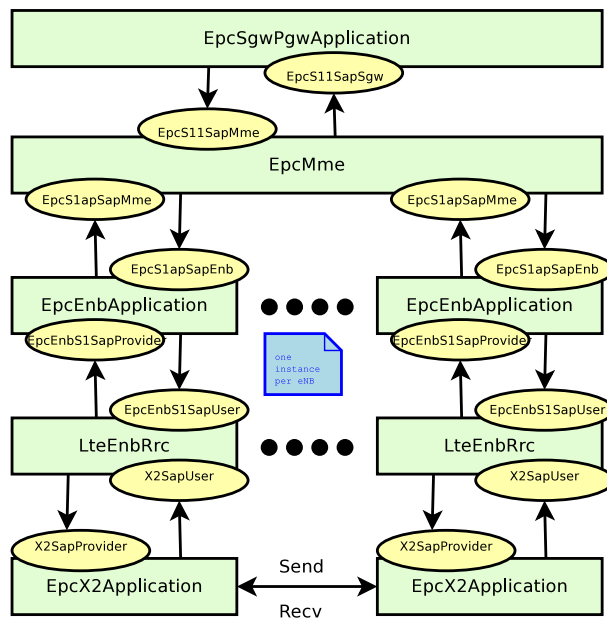 EpcSgwPgwApplication
EpcS11SapSgw
EpcS11SapMme
EpcMme
EpcS1apSapMme
EpcS1apSapMme
EpcS1apSapEnb
EpcS1apSapEnb
EpcEnbApplication
EpcEnbApplication
EpcEnbS1SapProvider
EpcEnbS1SapProvider
one
instance
per eNB
EpcEnbS1SapUser
EpcEnbS1SapUser
LteEnbRrc
LteEnbRrc
X2SapUser
X2SapUser
X2SapProvider
X2SapProvider
Send
EpcX2Application
EpcX2Application
Recv